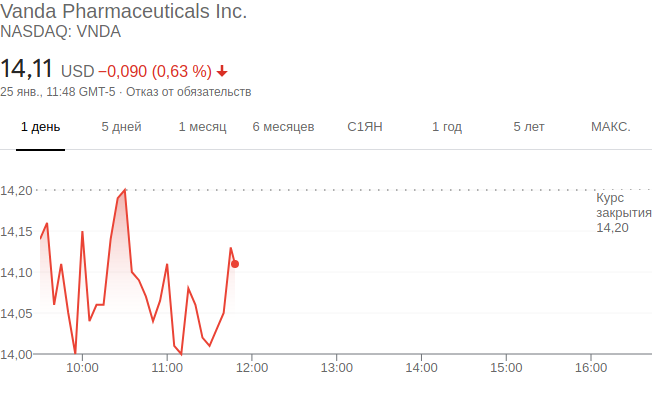 Vanda Pharmaceuticals Inc.
NASDAQ: VNDA
14,11 USD −0,090 (0,63 %)
25 янв., 11:48 GMT-5 · Отказ от обязательств
1 день 5 дней 1 месяц 6 месяцев С1ЯН 1 год 5 лет МАКС.
14,20
Курс
закрытия
14,20
14,15
14,10
14,05
14,00
10:00 11:00 12:00 13:00 14:00 15:00 16:00